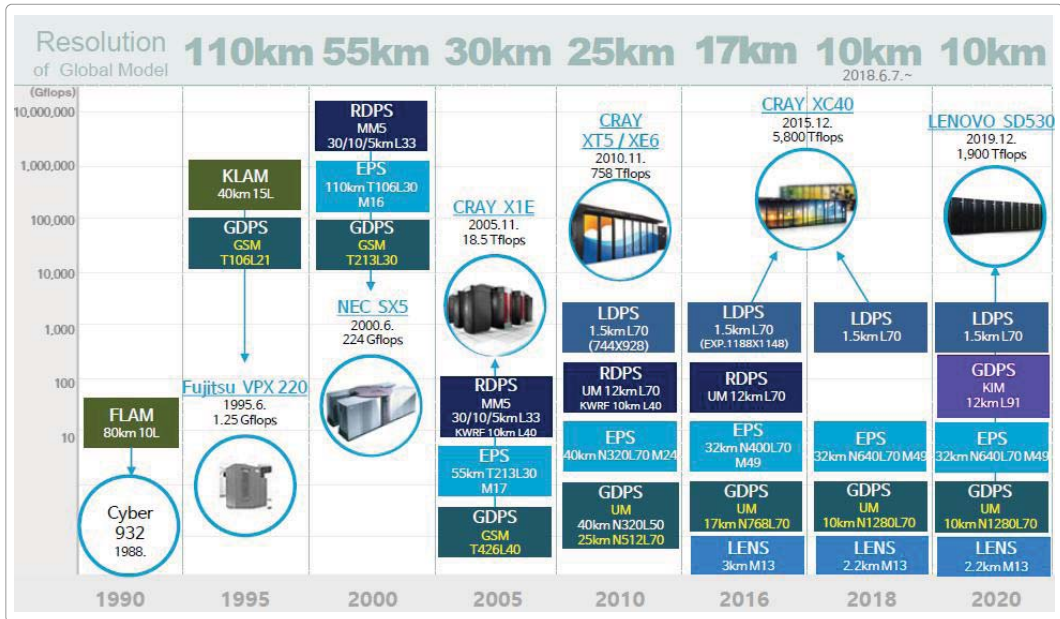 Resolution
of Global Model
110km
55km
30km
25km
17km
10km
2018.6.7.~
10km
(Gflops)
10,000,000
1,000,000
100,000
10,000
1,000
100
10
FLAM
80km 10L
Cyber
932
1988.
KLAM
40km 15L
GDPS
GSM
T106L21
Fujitsu VPX 220
1995.6.
1.25 Gflops
RDPS
MM5
30/10/5km L33
EPS
110km T106L30
M16
GDPS
GSM
T213L30
NEC SX5
2000.6.
224 Gflops
CRAY X1E
2005.11.
18.5 Tflops
RDPS
MM5
30/10/5km L33
KWRF 10km L40
EPS
55km T213L30
M17
GDPS
GSM
T426L40
CRAY
XT5 / XE6
2010.11.
758 Tflops
LDPS
1.5km L70
(744X928)
RDPS
UM 12km L70
KWRF 10km L40
EPS
40km N320L70 M24
GDPS
UM
40km N320L50
25km N512L70
CRAY XC40
2015.12.
5,800 Tflops
LDPS
1.5km L70
(EXP.1188X1148)
RDPS
UM 12km L70
EPS
32km N400L70
M49
GDPS
UM
17km N768L70
LENS
3km M13
LDPS
1.5km L70
EPS
32km N640L70 M49
GDPS
UM
10km N1280L70
LENS
2.2km M13
LENOVO SD530
2019.12.
1,900 Tflops
LDPS
1.5km L70
GDPS
KIM
12km L91
EPS
32km N640L70 M49
GDPS
UM
10km N1280L70
LENS
2.2km M13
1990
1995
2000
2005
2010
2016
2018
2020